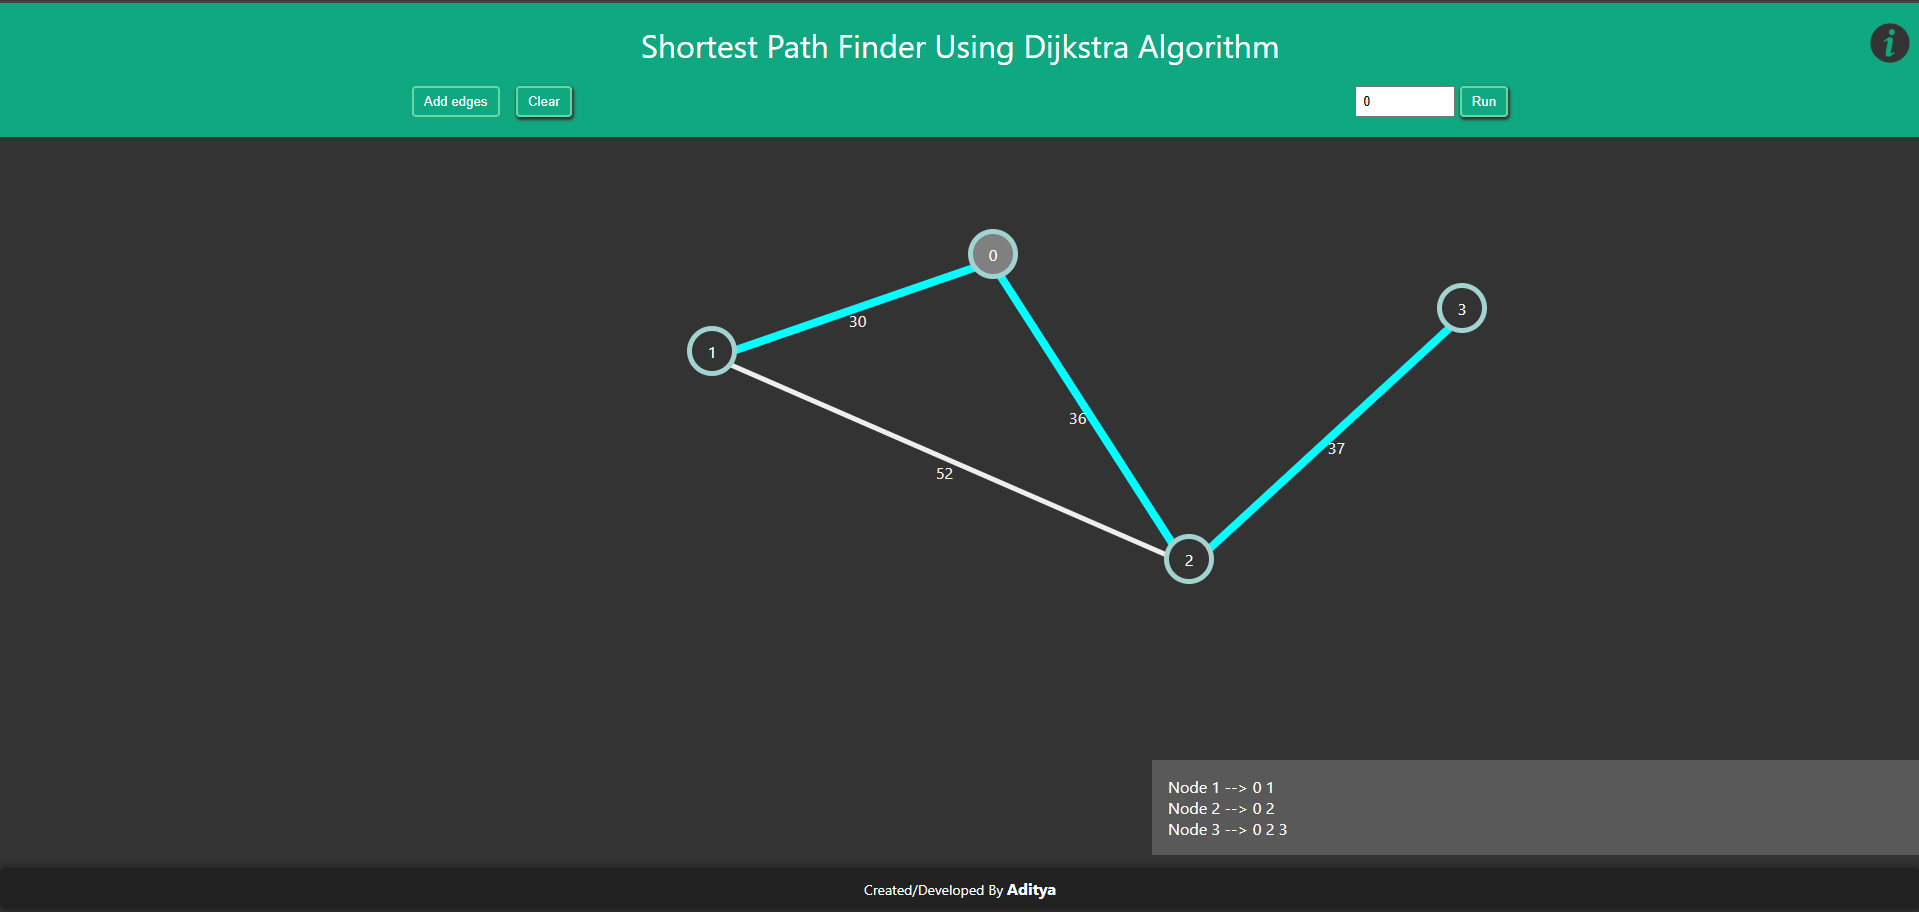 Shortest Path Finder Using Dijkstra Algorithm
i
Add edges
Clear
0
Run
0
3
30
1
36
37
52
2
Node 1 --> 0 1
Node 2 --> 0 2
Node 3 --> 0 2 3
Created/Developed By Aditya